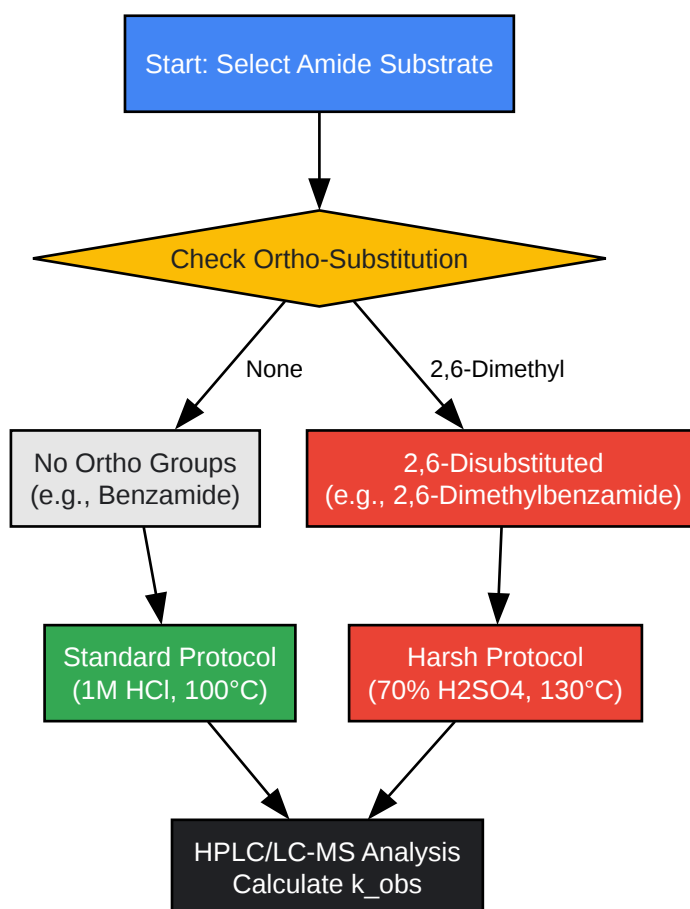 Start: Select Amide Substrate
Check Ortho-Substitution
None
2,6-Dimethyl
No Ortho Groups
(e.g., Benzamide)
2,6-Disubstituted
(e.g., 2,6-Dimethylbenzamide)
Standard Protocol
(1M HCl, 100°C)
Harsh Protocol
(70% H2SO4, 130°C)
HPLC/LC-MS Analysis
Calculate k_obs